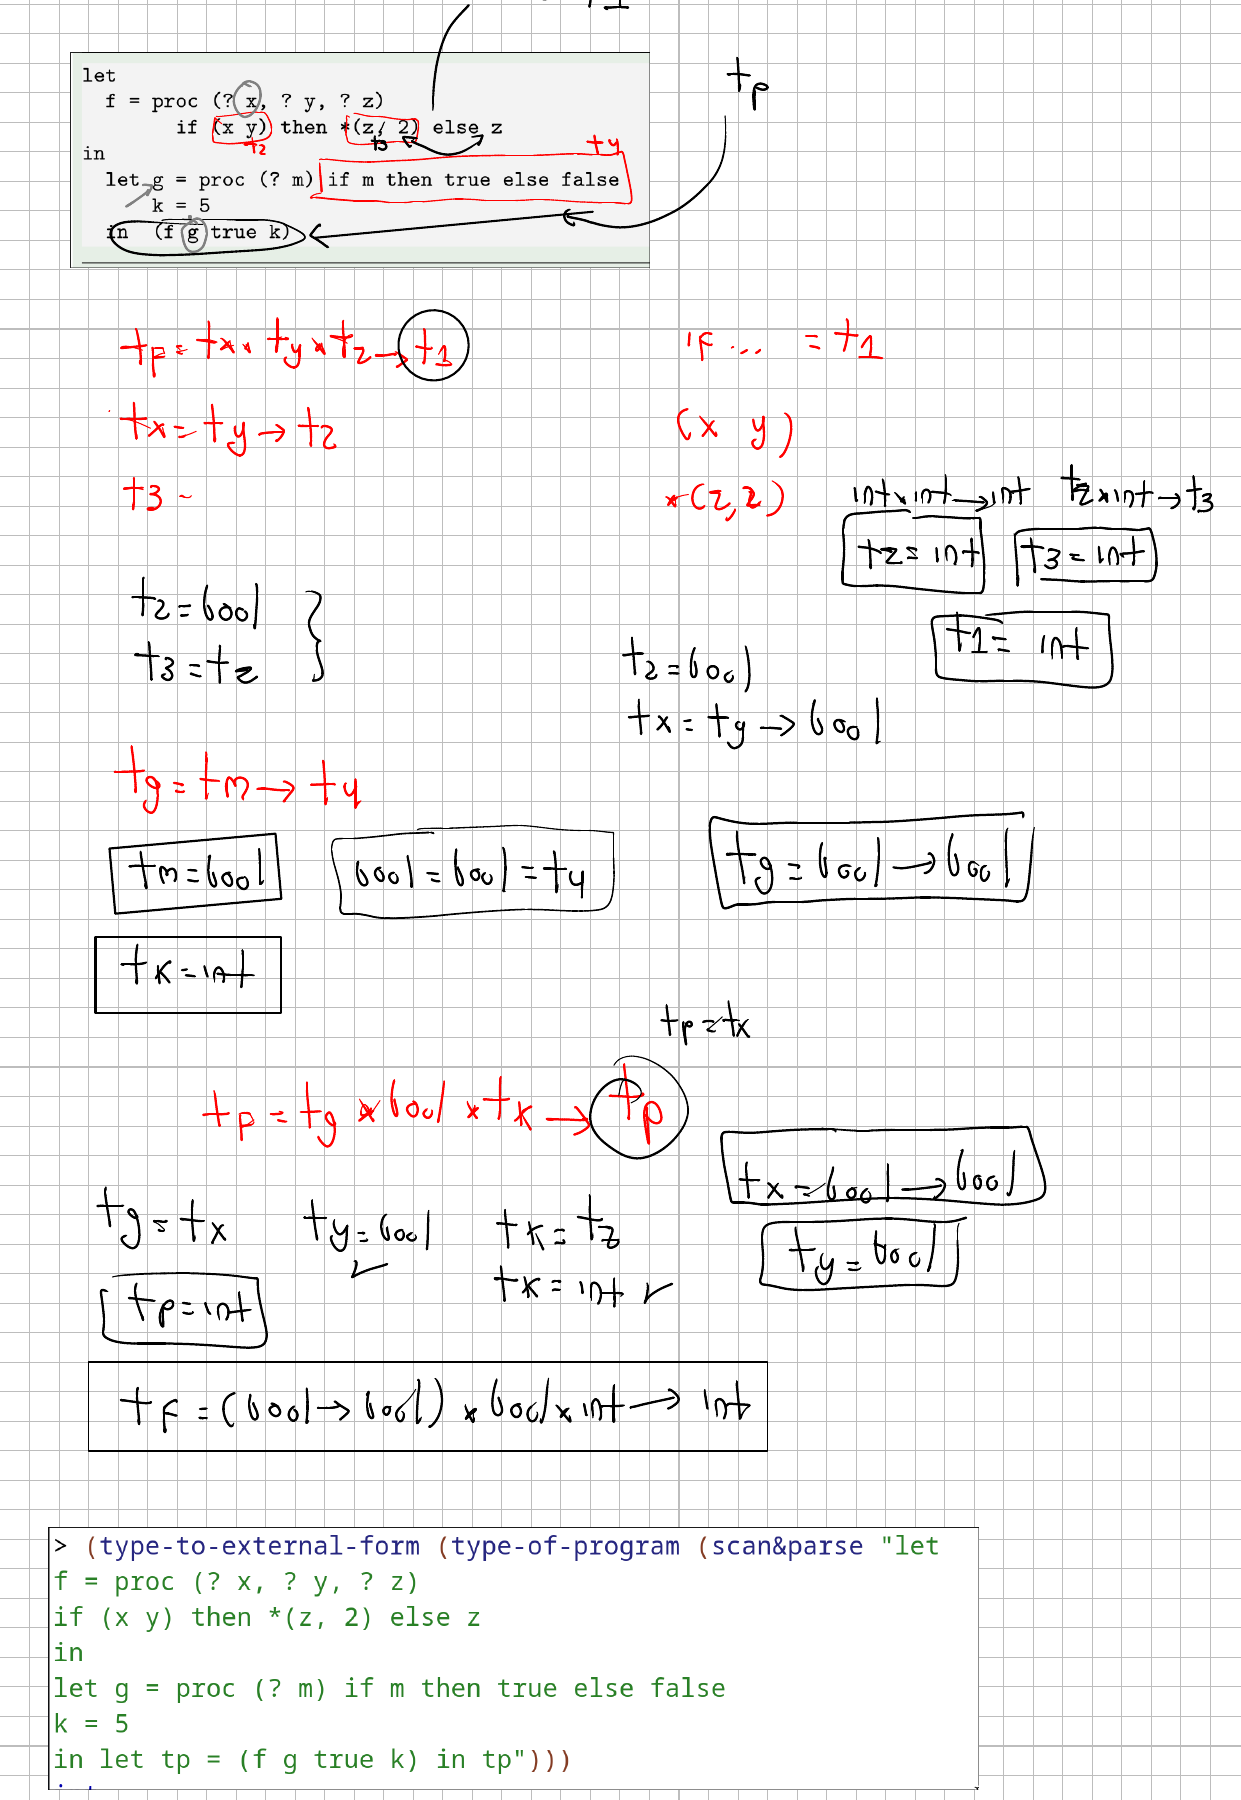 let
f = proc (? x, ? y, ? z)
if (x y) then *(z, 2) else z
t2 t3
t4
in
let g = proc (? m) if m then true else false
k = 5
in (f g true k)
tp
tp = tx * ty * tz → t1
if ... = t1
tx = ty → t2
(x y)
t3 -
*(z,2)
int x int → int tz x int → t3
tz = int t3 = int
t1 = int
t2 = bool
t3 = tz
t2 = bool
tx = ty → bool
tg = tm → t4
tm = bool
bool = bool = t4
tg = bool → bool
tk = int
tp = tx
tp = tg * bool * tk → tp
tx = bool → bool
tg = tx ty = bool tk = tz
ty = bool
tk = int
tp = int
tf = (bool → bool) * bool x int → int
> (type-to-external-form (type-of-program (scan&parse "let
f = proc (? x, ? y, ? z)
if (x y) then *(z, 2) else z
in
let g = proc (? m) if m then true else false
k = 5
in let tp = (f g true k) in tp")))